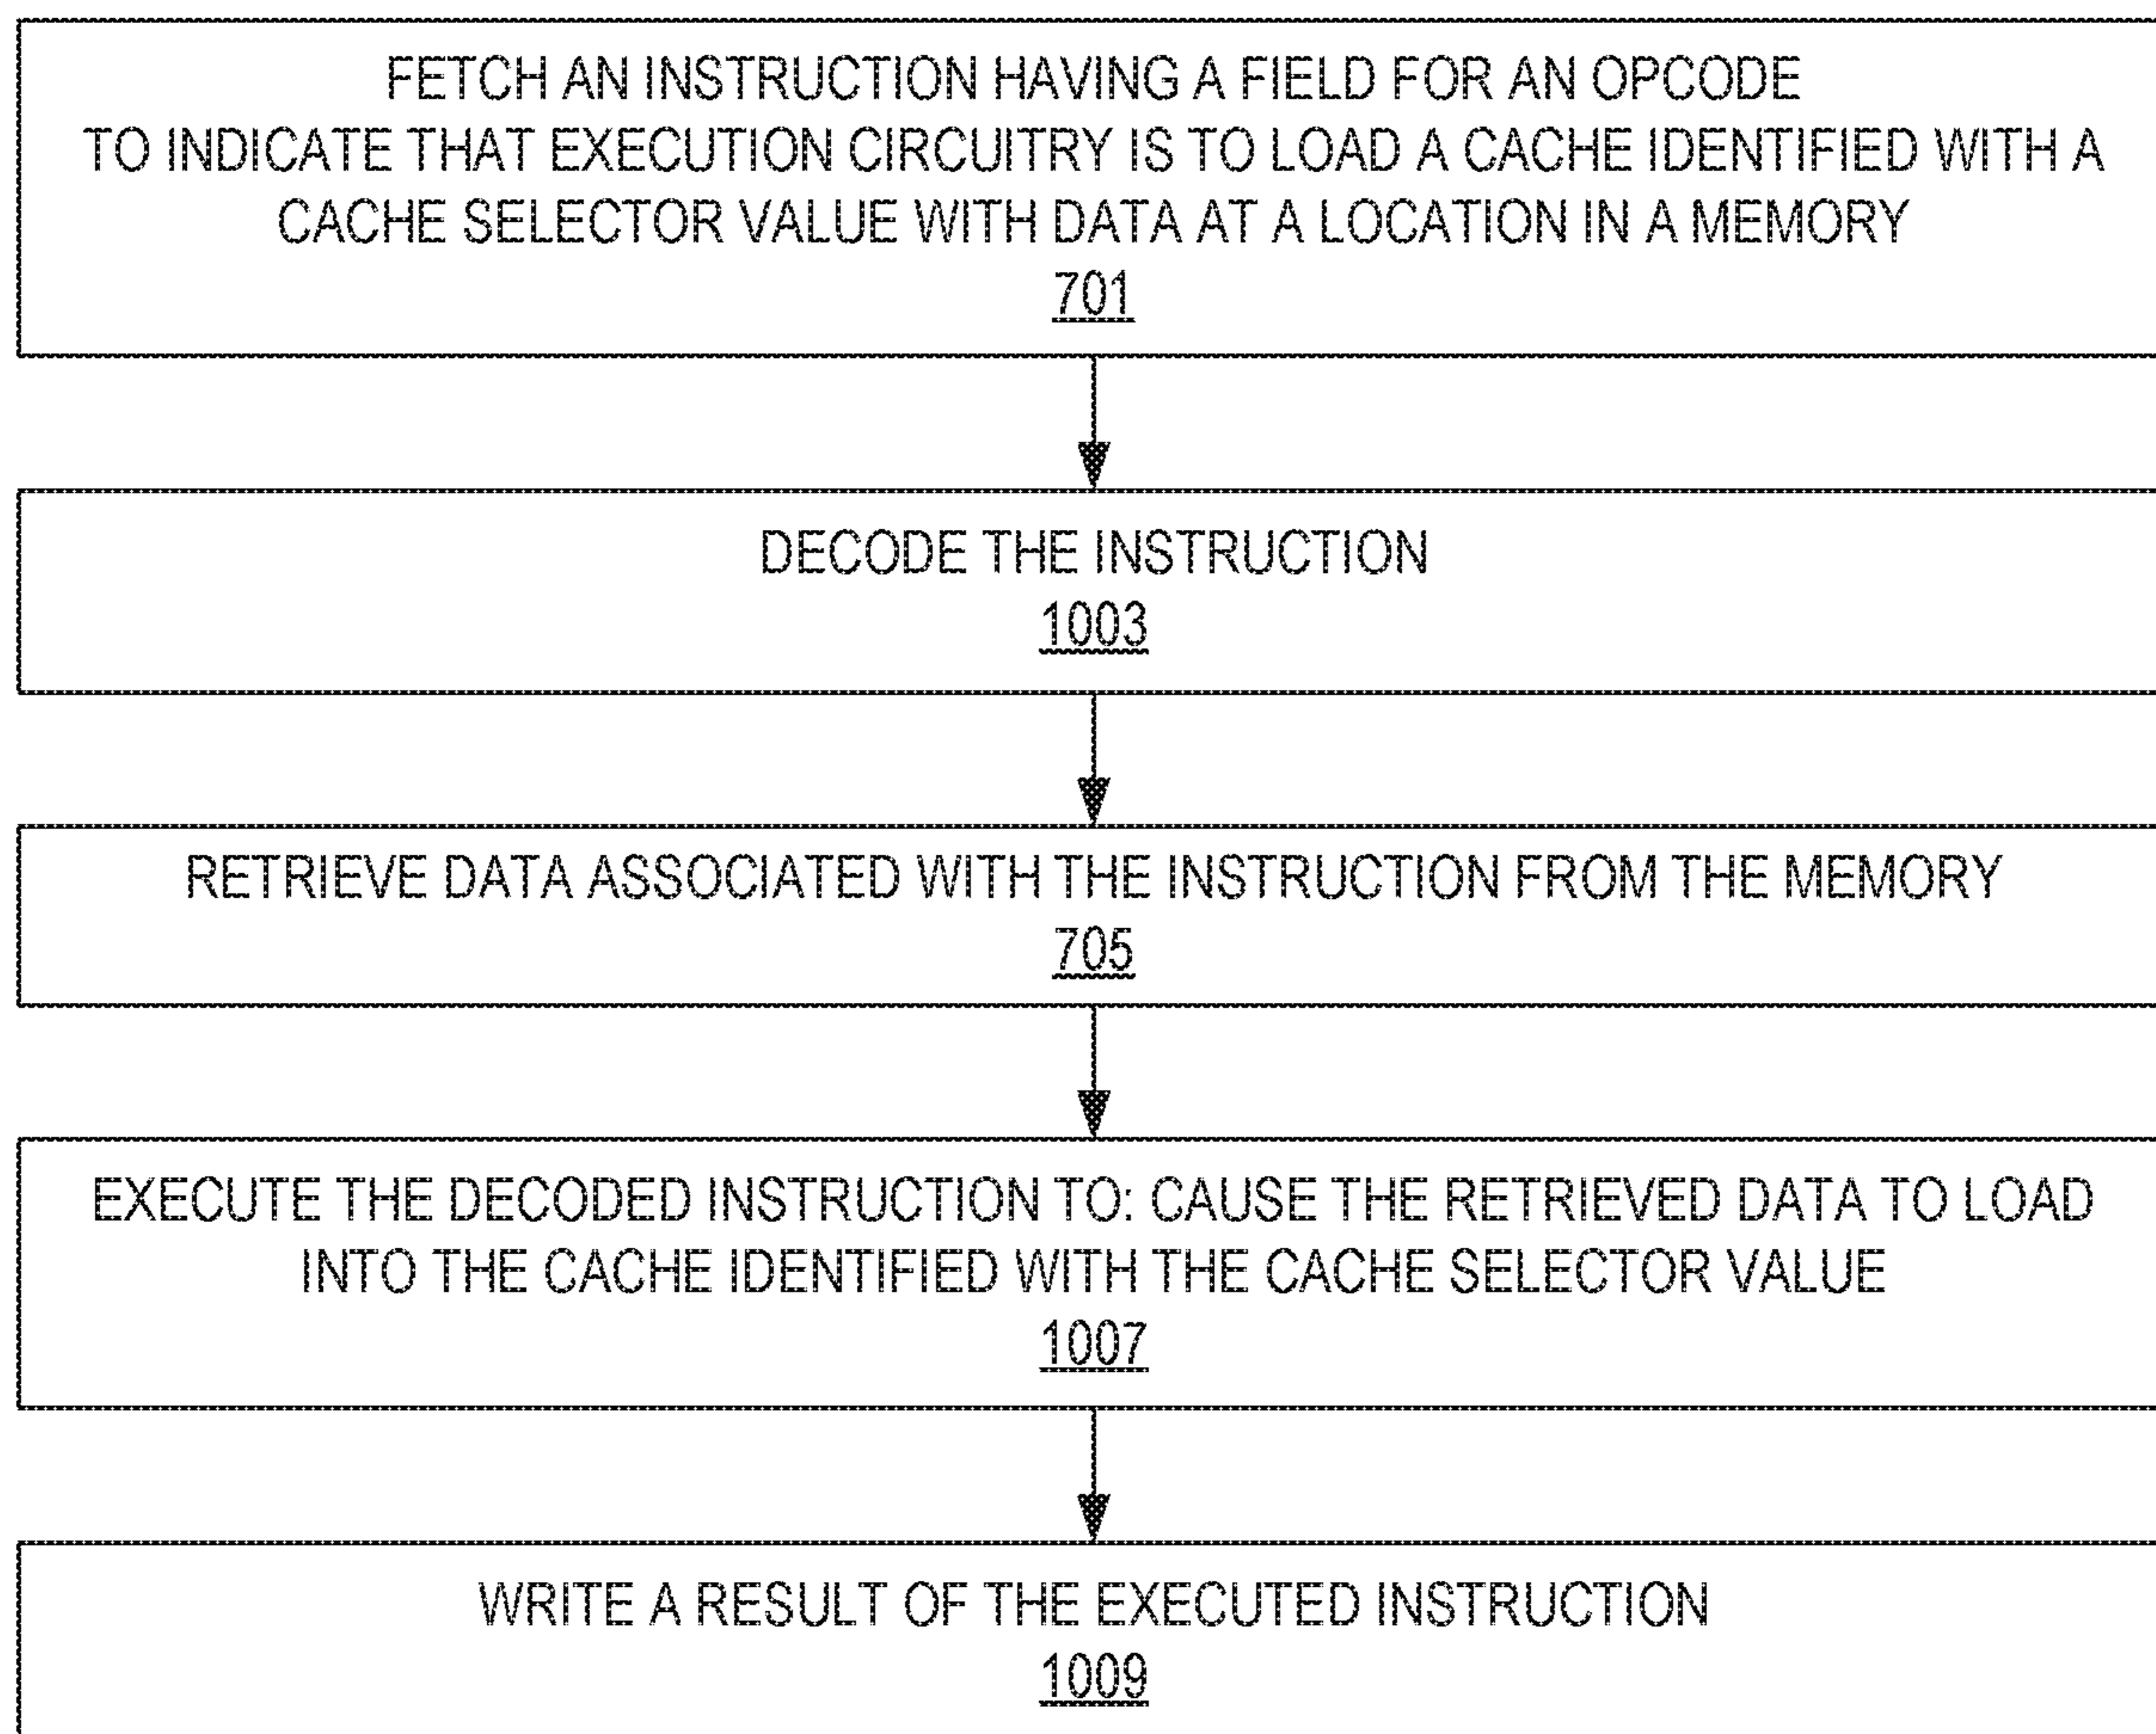 FETCH AN INSTRUCTION HAVING A FIELD FOR AN OPCODE
TO INDICATE THAT EXECUTION CIRCUITRY IS TO LOAD A CACHE IDENTIFIED WITH A
CACHE SELECTOR VALUE WITH DATA AT A LOCATION IN A MEMORY
701
DECODE THE INSTRUCTION
1003
RETRIEVE DATA ASSOCIATED WITH THE INSTRUCTION FROM THE MEMORY
705
EXECUTE THE DECODED INSTRUCTION TO: CAUSE THE RETRIEVED DATA TO LOAD
INTO THE CACHE IDENTIFIED WITH THE CACHE SELECTOR VALUE
1007
WRITE A RESULT OF THE EXECUTED INSTRUCTION
1009